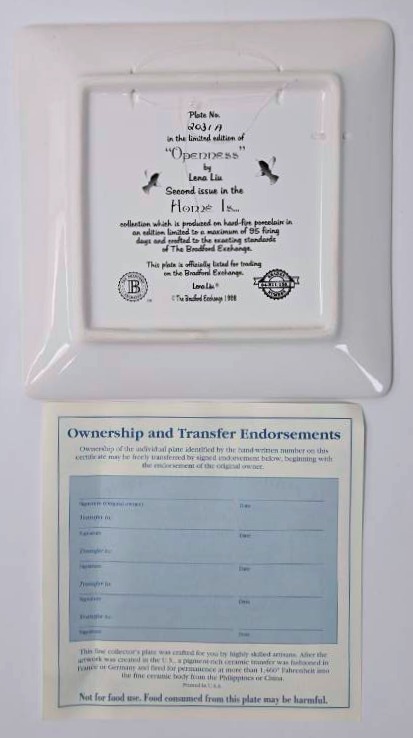 Plate No.
2031 A
in the limited edition of
"Openness"
by
Lena Liu
Second issue in the
Home Is...
collection which is produced on hard-fire porcelain in
an edition limited to a maximum of 95 firing
days and crafted to the exacting standards
of The Bradford Exchange.
This plate is officially listed for trading
on the Bradford Exchange.
Lena Liu®
B
© The Bradford Exchange 1998
Ownership and Transfer Endorsements
Ownership of the individual plate identified by the hand-written number on this
certificate may be freely transferred by signed endorsement below, beginning with
the endorsement of the original owner.
Signature (Original owner) Date
Transfer to:
Signature Date
Transfer to:
Signature Date
Transfer to:
Signature Date
Transfer to:
Signature Date
This fine collector's plate was crafted for you by highly skilled artisans. After the
artwork was created in the U.S., a pigment-rich ceramic transfer was fashioned in
France or Germany and fired for permanence at more than 1,460° Fahrenheit into
the fine ceramic body from the Philippines or China.
Printed in U.S.A.
Not for food use. Food consumed from this plate may be harmful.